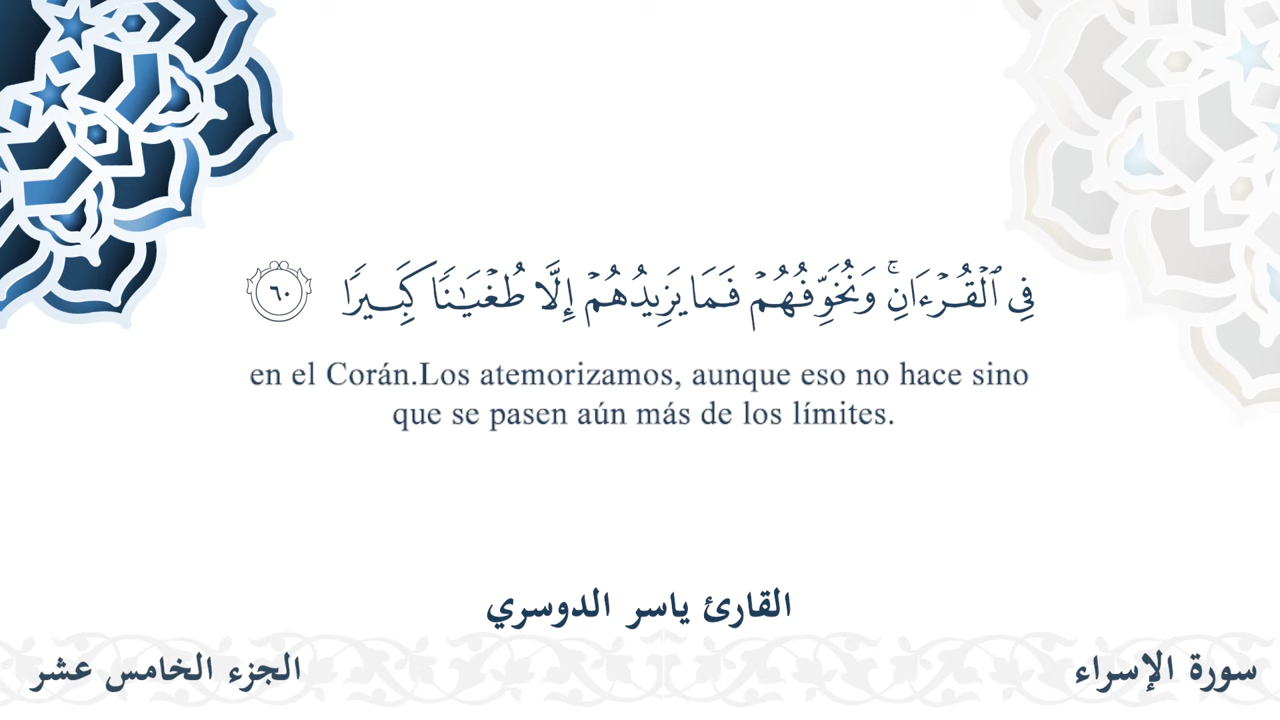 فِي ٱلۡقُرۡءَانِۚ وَنُخَوِّفُهُمۡ فَمَا يَزِيدُهُمۡ إِلَّا طُغۡيَٰنٗا كَبِيرٗا ٦٠
en el Corán.Los atemorizamos, aunque eso no hace sino
que se pasen aún más de los límites.
القارئ ياسر الدوسري
سورة الإسراء
الجزء الخامس عشر